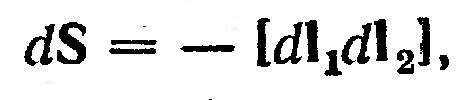 d𝐒 = — [d𝐥₁d𝐥₂],